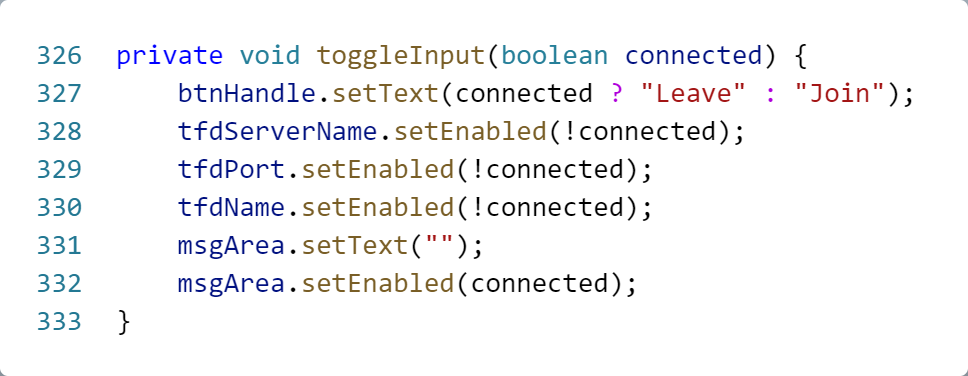 326 private void toggleInput(boolean connected) {
327     btnHandle.setText(connected ? "Leave" : "Join");
328     tfdServerName.setEnabled(!connected);
329     tfdPort.setEnabled(!connected);
330     tfdName.setEnabled(!connected);
331     msgArea.setText("");
332     msgArea.setEnabled(connected);
333 }